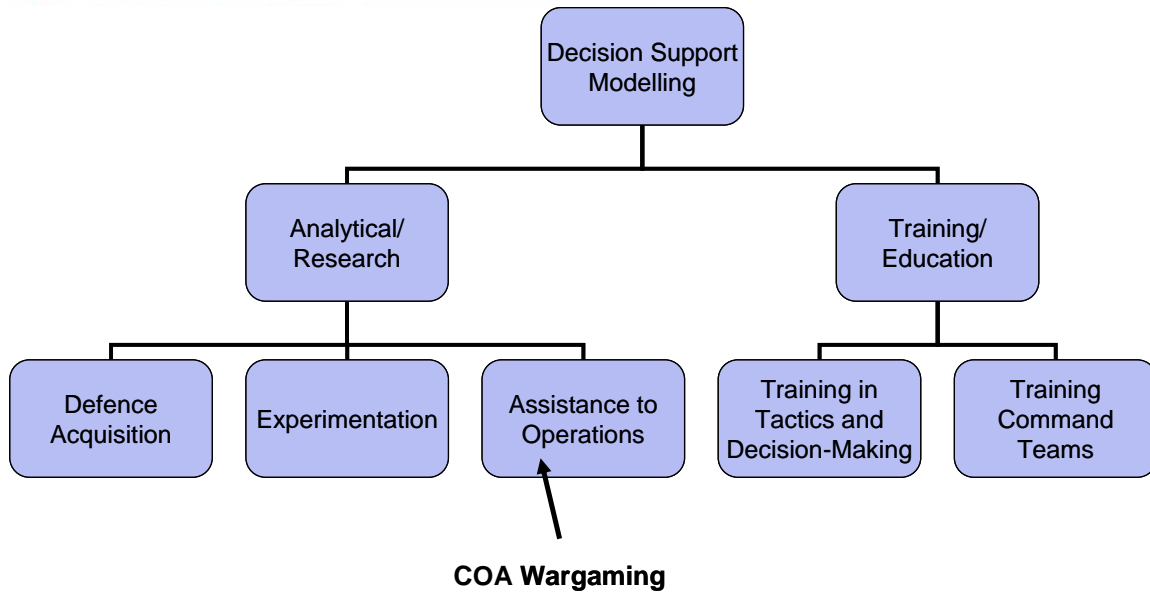 Decision Support
Modelling
Analytical/
Research
Training/
Education
Defence
Acquisition
Experimentation
Assistance to
Operations
Training in
Tactics and
Decision-Making
Training
Command
Teams
COA Wargaming